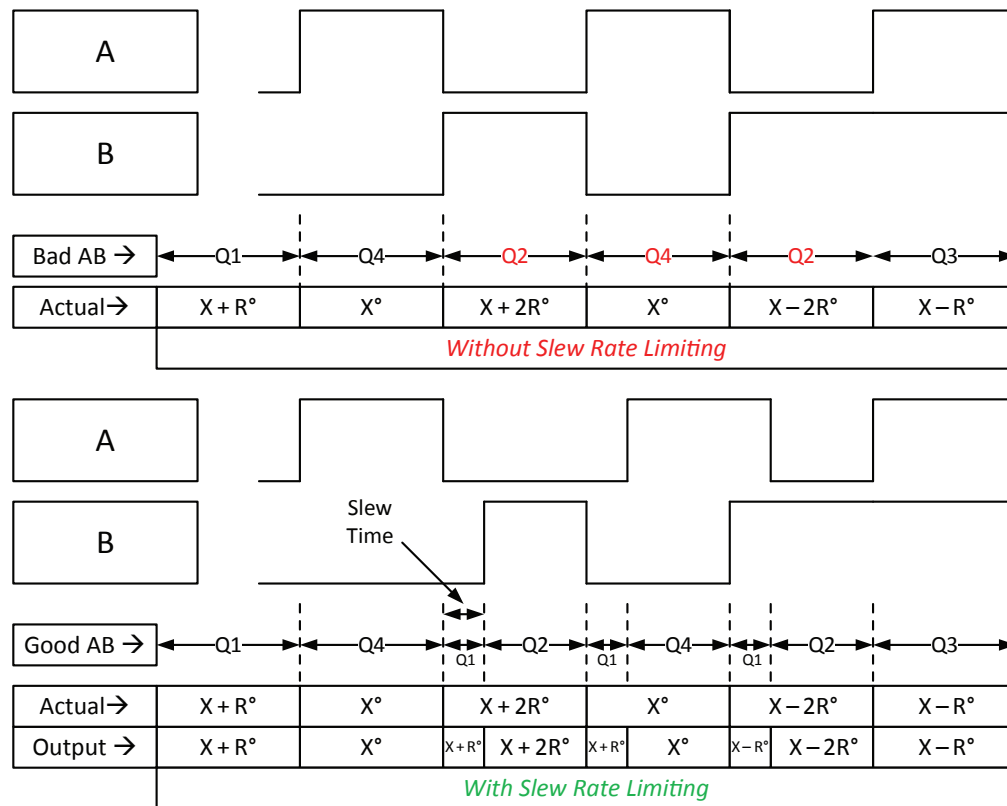 A
B
Bad AB → Q1 Q4 Q2 Q4 Q2 Q3
Actual→ X + R° X° X + 2R° X° X – 2R° X – R°
Without Slew Rate Limiting
A
Slew
Time
B
Good AB → Q1 Q4 Q1 Q2 Q1 Q4 Q1 Q2 Q3
Actual→ X + R° X° X + 2R° X° X – 2R° X – R°
Output → X + R° X° X + R° X + 2R° X + R° X° X – R° X – 2R° X – R°
With Slew Rate Limiting